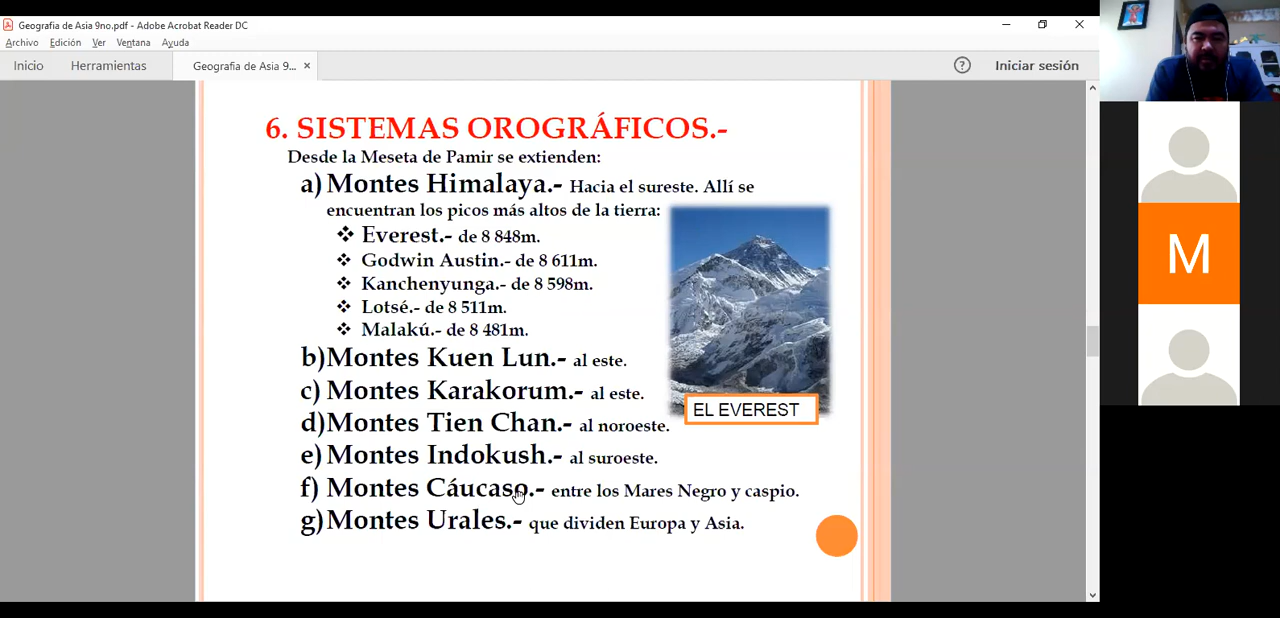 Geografia de Asia 9no.pdf - Adobe Acrobat Reader DC
Archivo Edición Ver Ventana Ayuda
Inicio Herramientas Geografia de Asia 9... × ? Iniciar sesión
6. SISTEMAS OROGRÁFICOS.-
Desde la Meseta de Pamir se extienden:
a) Montes Himalaya.- Hacia el sureste. Allí se
encuentran los picos más altos de la tierra:
❖ Everest.- de 8 848m.
❖ Godwin Austin.- de 8 611m.
❖ Kanchenyunga.- de 8 598m.
❖ Lotsé.- de 8 511m.
❖ Malakú.- de 8 481m.
b) Montes Kuen Lun.- al este.
c) Montes Karakorum.- al este.
EL EVEREST
d) Montes Tien Chan.- al noroeste.
e) Montes Indokush.- al suroeste.
f) Montes Cáucaso.- entre los Mares Negro y caspio.
g) Montes Urales.- que dividen Europa y Asia.
M